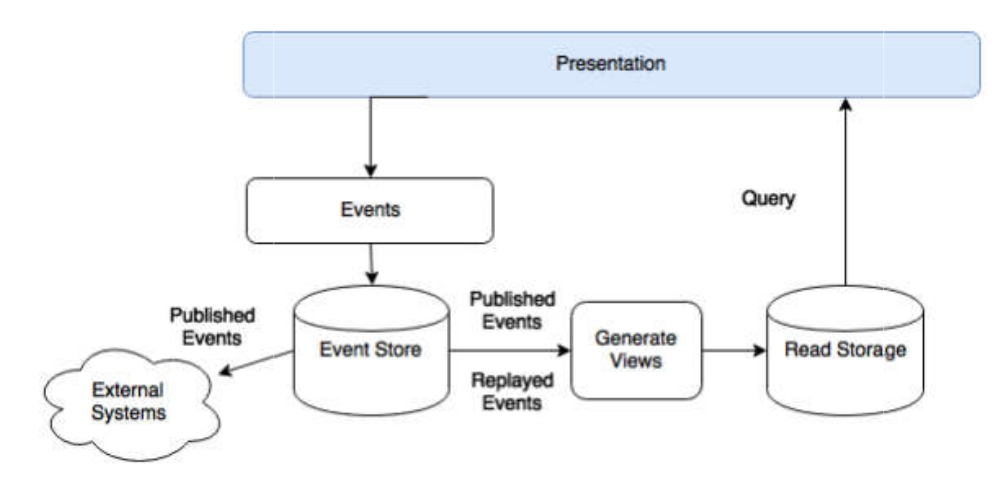 Presentation
Events
Query
Published
Events
Event Store
Published
Events
Replayed
Events
Generate
Views
Read Storage
External
Systems